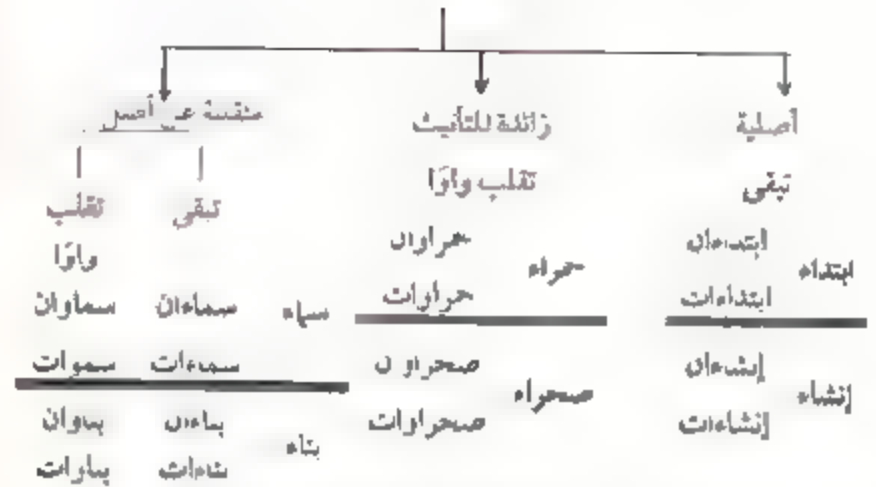 أصلية
تبقى
ابتداء
ابتداءان
ابتداءات
إنشاء
إنشاءان
إنشاءات
زائدة للتأنيث
تقلب واوًا
حمراء
حمراوان
حمراوات
صحراء
صحراوان
صحراوات
منقلبة عن أصل
تبقى
تقلب
واوًا
سماء
سماءان
سماوان
سماءات
سموات
بناء
بناءان
بناوان
بناءات
بناوات